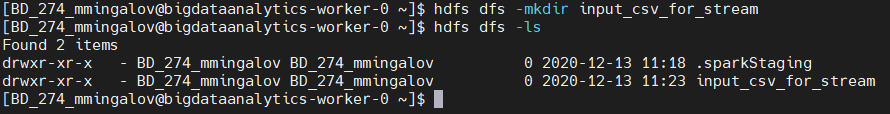 [BD_274_mmingalov@bigdataanalytics-worker-0 ~]$ hdfs dfs -mkdir input_csv_for_stream
[BD_274_mmingalov@bigdataanalytics-worker-0 ~]$ hdfs dfs -ls
Found 2 items
drwxr-xr-x   - BD_274_mmingalov BD_274_mmingalov          0 2020-12-13 11:18 .sparkStaging
drwxr-xr-x   - BD_274_mmingalov BD_274_mmingalov          0 2020-12-13 11:23 input_csv_for_stream
[BD_274_mmingalov@bigdataanalytics-worker-0 ~]$